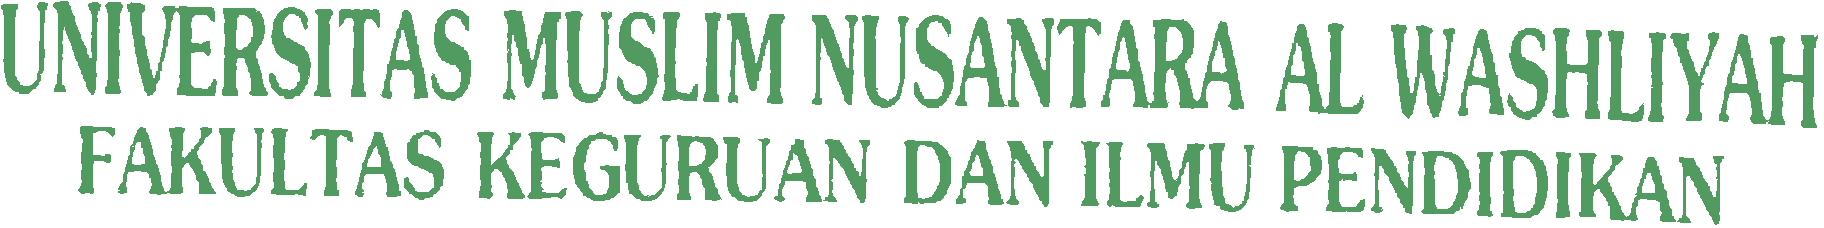 UNIVERSITAS MUSLIM NUSANTARA AL WASHLIYAH
FAKULTAS KEGURUAN DAN ILMU PENDIDIKAN